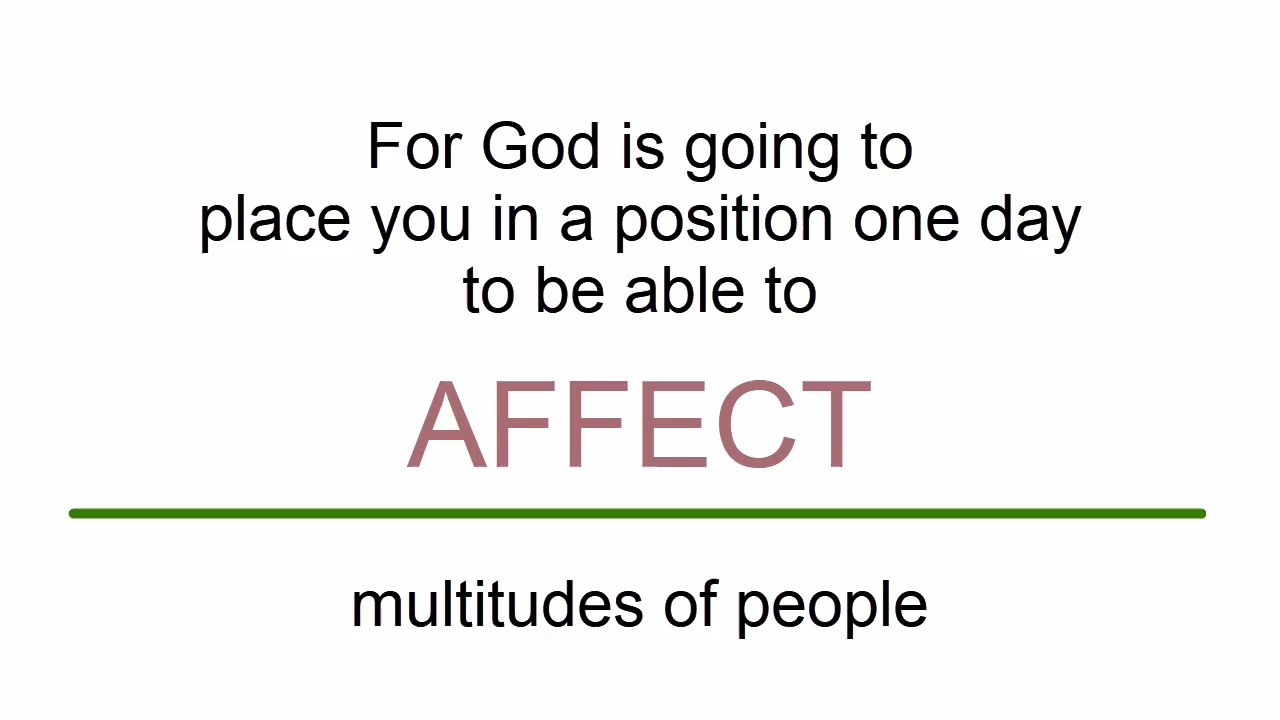 For God is going to
place you in a position one day
to be able to
AFFECT
multitudes of people